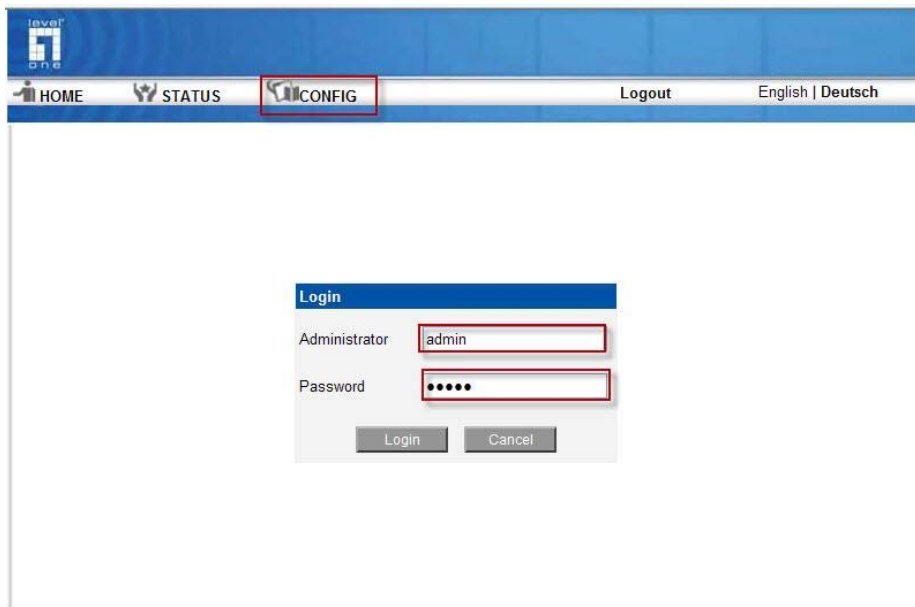 level
one
HOME STATUS CONFIG Logout English | Deutsch
Login
Administrator admin
Password •••••
Login Cancel